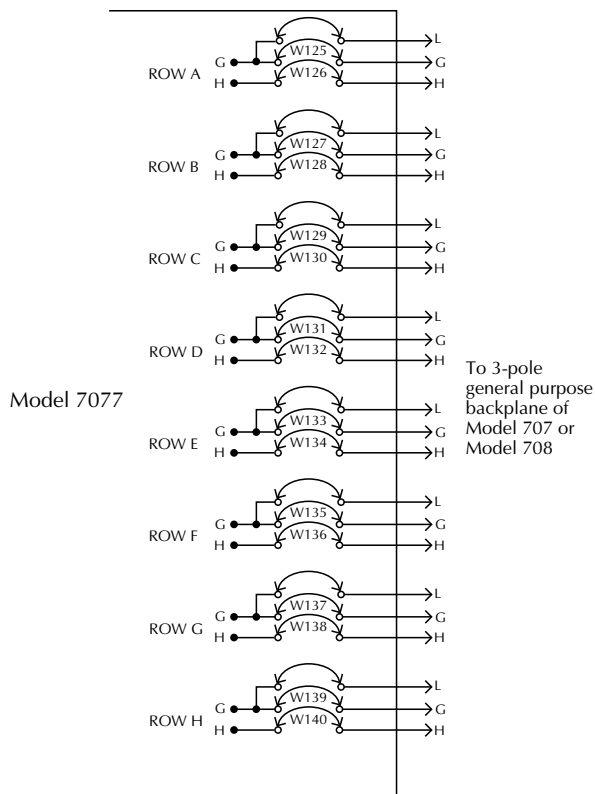 L
W125
G G
ROW A W126
H H
L
W127
G G
ROW B W128
H H
L
W129
G G
ROW C W130
H H
L
W131
G G
ROW D W132
H H
Model 7077
To 3-pole
general purpose
backplane of
Model 707 or
Model 708
L
W133
G G
ROW E W134
H H
L
W135
G G
ROW F W136
H H
L
W137
G G
ROW G W138
H H
L
W139
G G
ROW H W140
H H